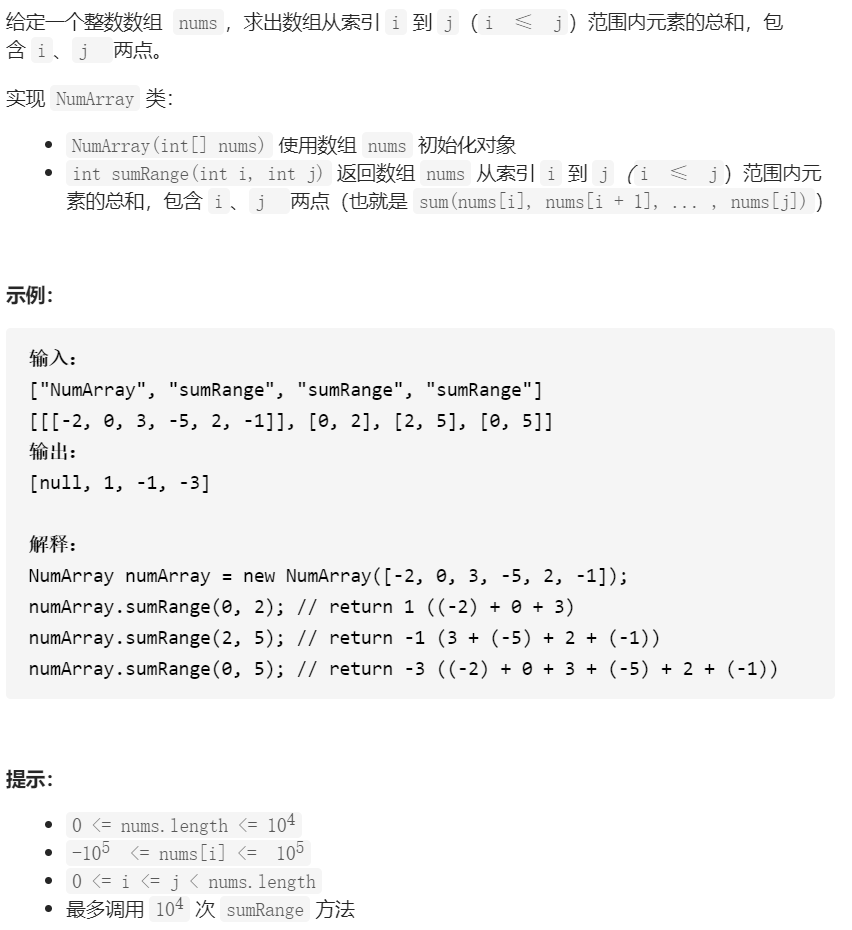 给定一个整数数组 nums，求出数组从索引 i 到 j（i ≤ j）范围内元素的总和，包
含 i、j 两点。
实现 NumArray 类：
• NumArray(int[] nums) 使用数组 nums 初始化对象
• int sumRange(int i, int j) 返回数组 nums 从索引 i 到 j（i ≤ j）范围内元
素的总和，包含 i、j 两点（也就是 sum(nums[i], nums[i + 1], ... , nums[j])）
示例：
输入：
["NumArray", "sumRange", "sumRange", "sumRange"]
[[[-2, 0, 3, -5, 2, -1]], [0, 2], [2, 5], [0, 5]]
输出：
[null, 1, -1, -3]
解释：
NumArray numArray = new NumArray([-2, 0, 3, -5, 2, -1]);
numArray.sumRange(0, 2); // return 1 ((-2) + 0 + 3)
numArray.sumRange(2, 5); // return -1 (3 + (-5) + 2 + (-1))
numArray.sumRange(0, 5); // return -3 ((-2) + 0 + 3 + (-5) + 2 + (-1))
提示：
• 0 <= nums.length <= 10⁴
• -10⁵ <= nums[i] <= 10⁵
• 0 <= i <= j < nums.length
• 最多调用 10⁴ 次 sumRange 方法